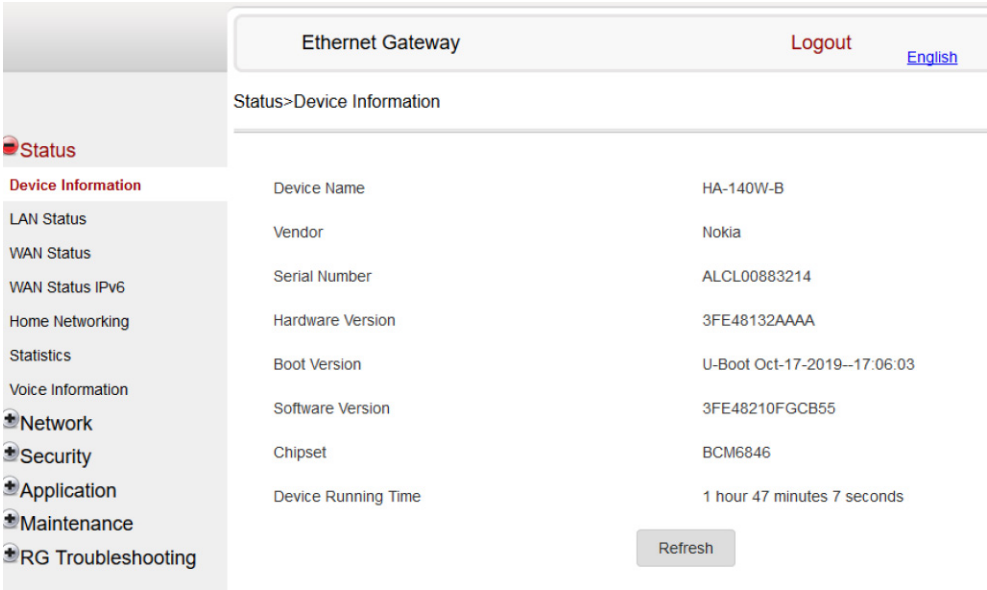 Ethernet Gateway
Logout
English
Status>Device Information
Status
Device Information
LAN Status
WAN Status
WAN Status IPv6
Home Networking
Statistics
Voice Information
Network
Security
Application
Maintenance
RG Troubleshooting
Device Name HA-140W-B
Vendor Nokia
Serial Number ALCL00883214
Hardware Version 3FE48132AAAA
Boot Version U-Boot Oct-17-2019--17:06:03
Software Version 3FE48210FGCB55
Chipset BCM6846
Device Running Time 1 hour 47 minutes 7 seconds
Refresh